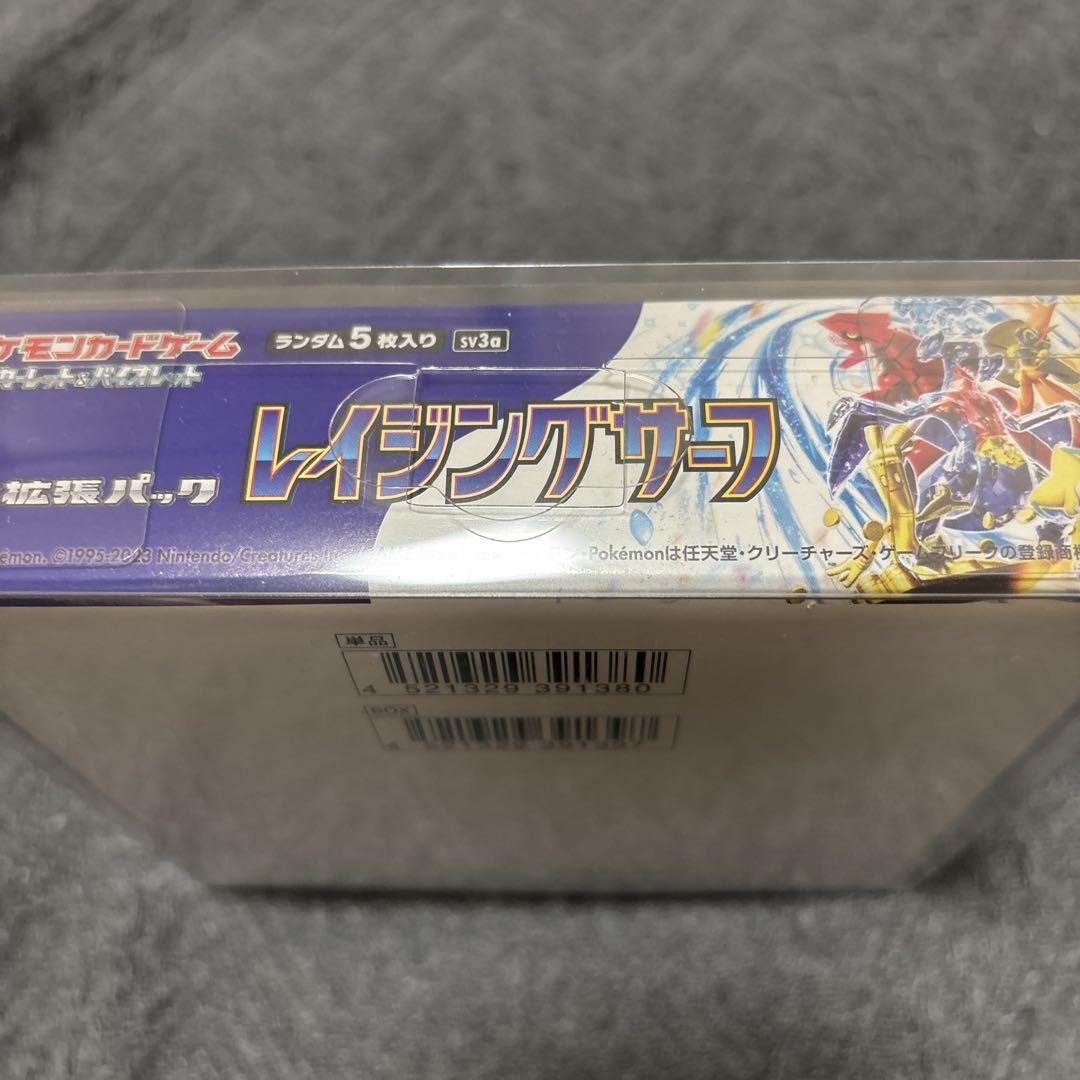 ケモンカードゲーム
カーレット&バイオレット
ランダム5枚入り sv3a
拡張パック
レイジングサーフ
©1995-2023 Nintendo/Creatures
Pokémonは任天堂・クリーチャーズ・ゲームフリークの登録商標
単品
4 521329 391380
BOX